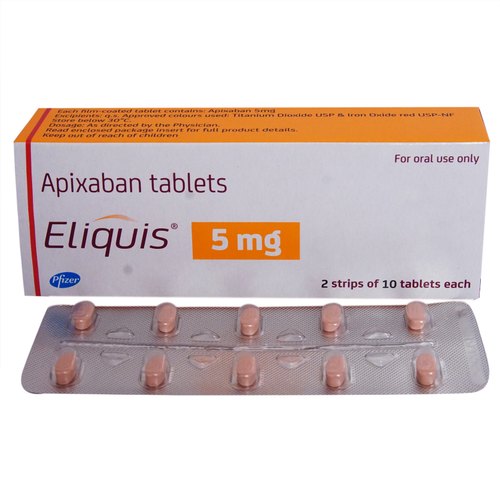 Each film-coated tablet contains: Apixaban 5mg
Excipients: q.s. Approved colours used: Titanium Dioxide USP & Iron Oxide red USP-NF
Store below 30°C.
Dosage: As directed by the Physician.
Read enclosed package insert for full product details.
Keep out of reach of children
For oral use only
Apixaban tablets
Eliquis® 5 mg
Pfizer
2 strips of 10 tablets each